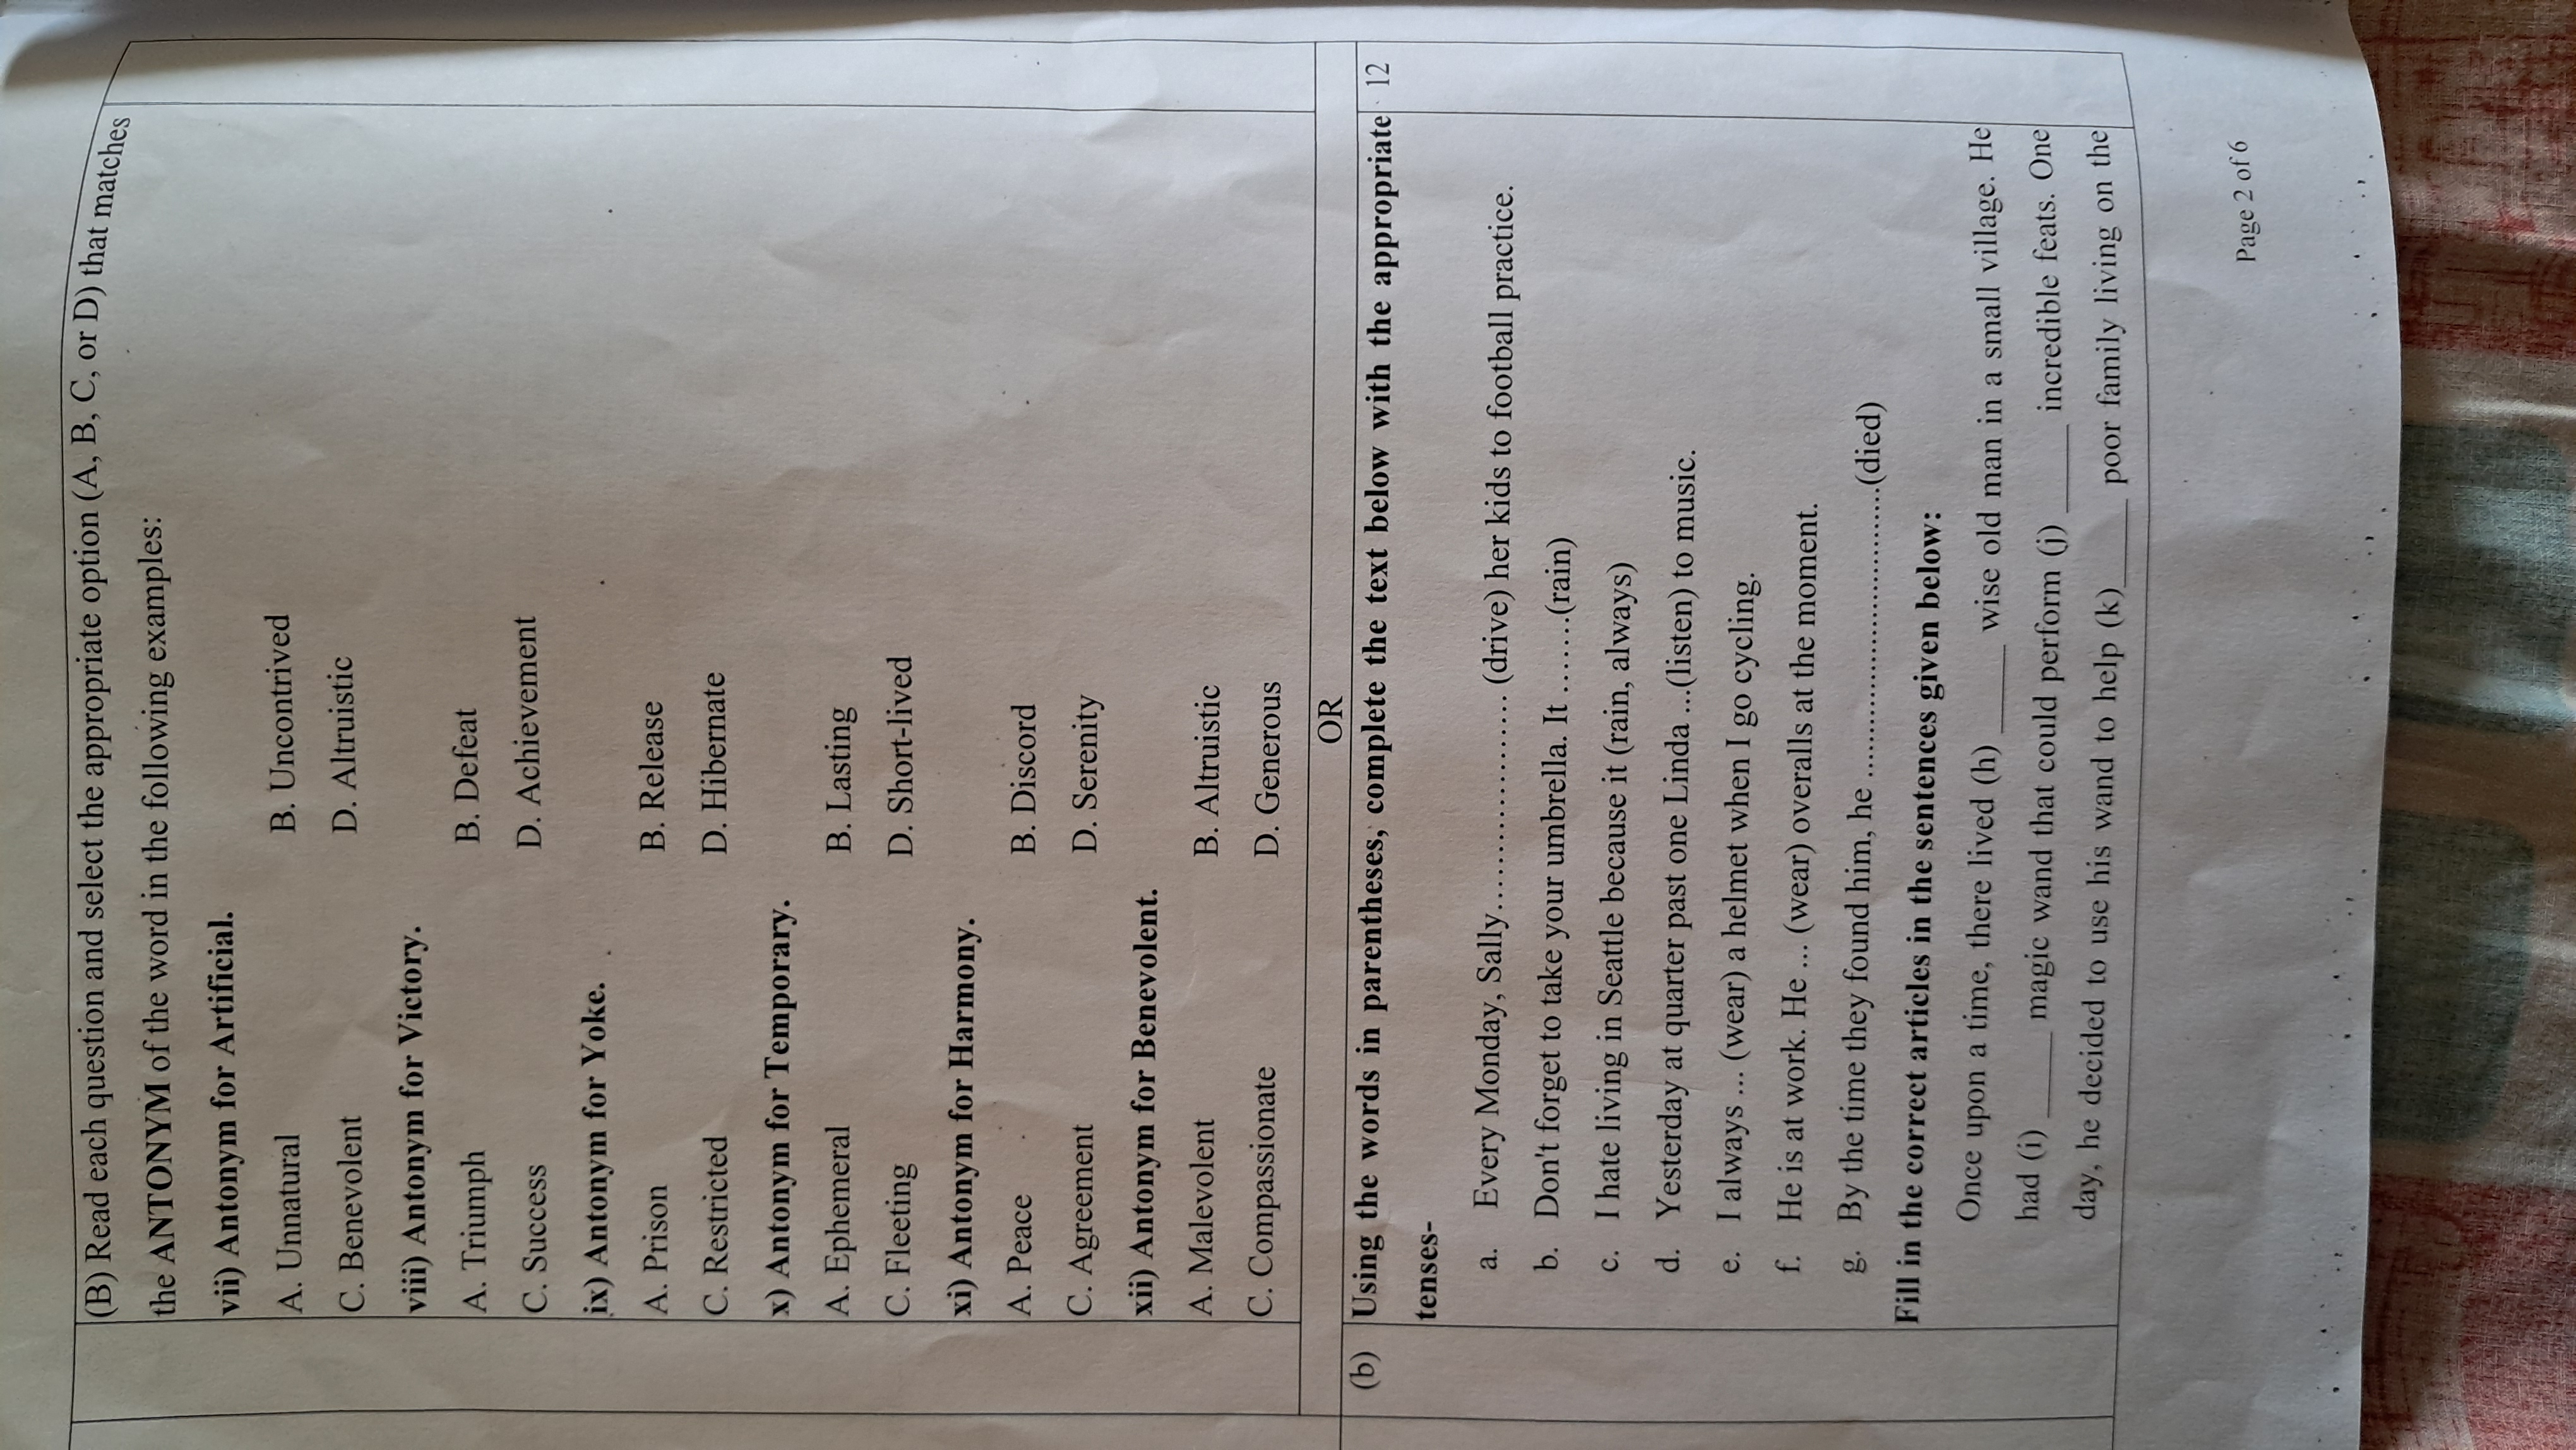 (B) Read each question and select the appropriate option (A, B, C, or D) that matches
the ANTONYM of the word in the following examples:
vii) Antonym for Artificial.
A. Unnatural B. Uncontrived
C. Benevolent D. Altruistic
viii) Antonym for Victory.
A. Triumph B. Defeat
C. Success D. Achievement
ix) Antonym for Yoke.
A. Prison B. Release
C. Restricted D. Hibernate
x) Antonym for Temporary.
A. Ephemeral B. Lasting
C. Fleeting D. Short-lived
xi) Antonym for Harmony.
A. Peace B. Discord
C. Agreement D. Serenity
xii) Antonym for Benevolent.
A. Malevolent B. Altruistic
C. Compassionate D. Generous
OR
(b) Using the words in parentheses, complete the text below with the appropriate 12
tenses-
a. Every Monday, Sally........................ (drive) her kids to football practice.
b. Don't forget to take your umbrella. It .......(rain)
c. I hate living in Seattle because it (rain, always)
d. Yesterday at quarter past one Linda ...(listen) to music.
e. I always ... (wear) a helmet when I go cycling.
f. He is at work. He ... (wear) overalls at the moment.
g. By the time they found him, he ..................................(died)
Fill in the correct articles in the sentences given below:
Once upon a time, there lived (h) _____ wise old man in a small village. He
had (i) _____ magic wand that could perform (j) _____ incredible feats. One
day, he decided to use his wand to help (k)_____ poor family living on the
Page 2 of 6